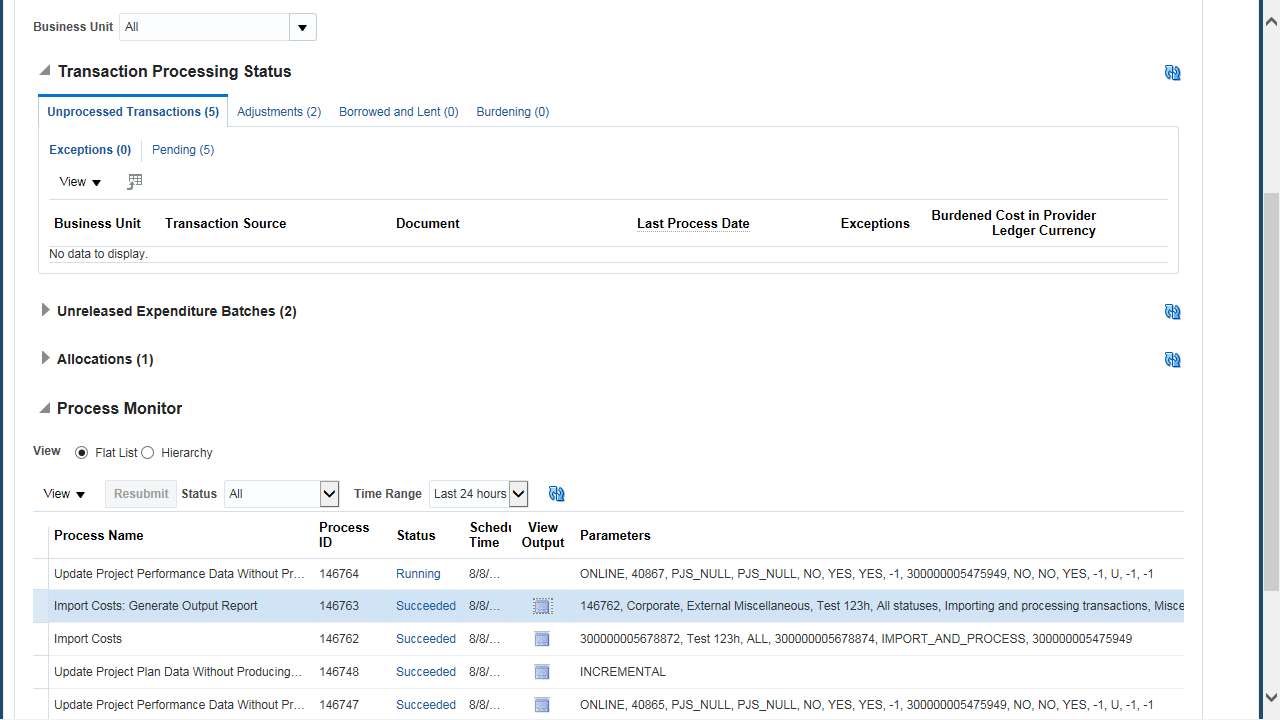 Business Unit All
Transaction Processing Status
Unprocessed Transactions (5) Adjustments (2) Borrowed and Lent (0) Burdening (0)
Exceptions (0) Pending (5)
View
Business Unit Transaction Source Document Last Process Date Exceptions Burdened Cost in Provider Ledger Currency
No data to display.
Unreleased Expenditure Batches (2)
Allocations (1)
Process Monitor
View Flat List Hierarchy
View Resubmit Status All Time Range Last 24 hours
Process Name Process ID Status Schedu Time View Output Parameters
Update Project Performance Data Without Pr... 146764 Running 8/8/... ONLINE, 40867, PJS_NULL, PJS_NULL, NO, YES, YES, -1, 300000005475949, NO, NO, YES, -1, U, -1, -1
Import Costs: Generate Output Report 146763 Succeeded 8/8/... 146762, Corporate, External Miscellaneous, Test 123h, All statuses, Importing and processing transactions, Misce
Import Costs 146762 Succeeded 8/8/... 300000005678872, Test 123h, ALL, 300000005678874, IMPORT_AND_PROCESS, 300000005475949
Update Project Plan Data Without Producing... 146748 Succeeded 8/8/... INCREMENTAL
Update Project Performance Data Without Pr... 146747 Succeeded 8/8/... ONLINE, 40865, PJS_NULL, PJS_NULL, NO, YES, YES, -1, 300000005475949, NO, NO, YES, -1, U, -1, -1